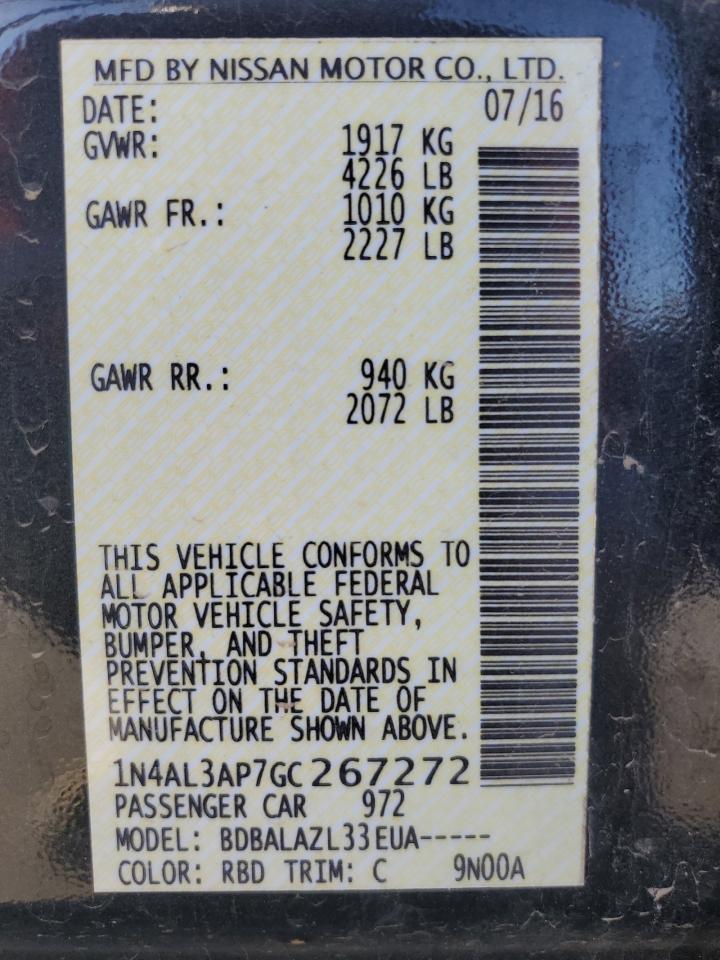 MFD BY NISSAN MOTOR CO., LTD.
DATE: 07/16
GVWR: 1917 KG
4226 LB
GAWR FR.: 1010 KG
2227 LB
GAWR RR.: 940 KG
2072 LB
THIS VEHICLE CONFORMS TO
ALL APPLICABLE FEDERAL
MOTOR VEHICLE SAFETY,
BUMPER, AND THEFT
PREVENTION STANDARDS IN
EFFECT ON THE DATE OF
MANUFACTURE SHOWN ABOVE.
1N4AL3AP7GC267272
PASSENGER CAR 972
MODEL: BDBALAZL33EUA-----
COLOR: RBD TRIM: C 9N00A